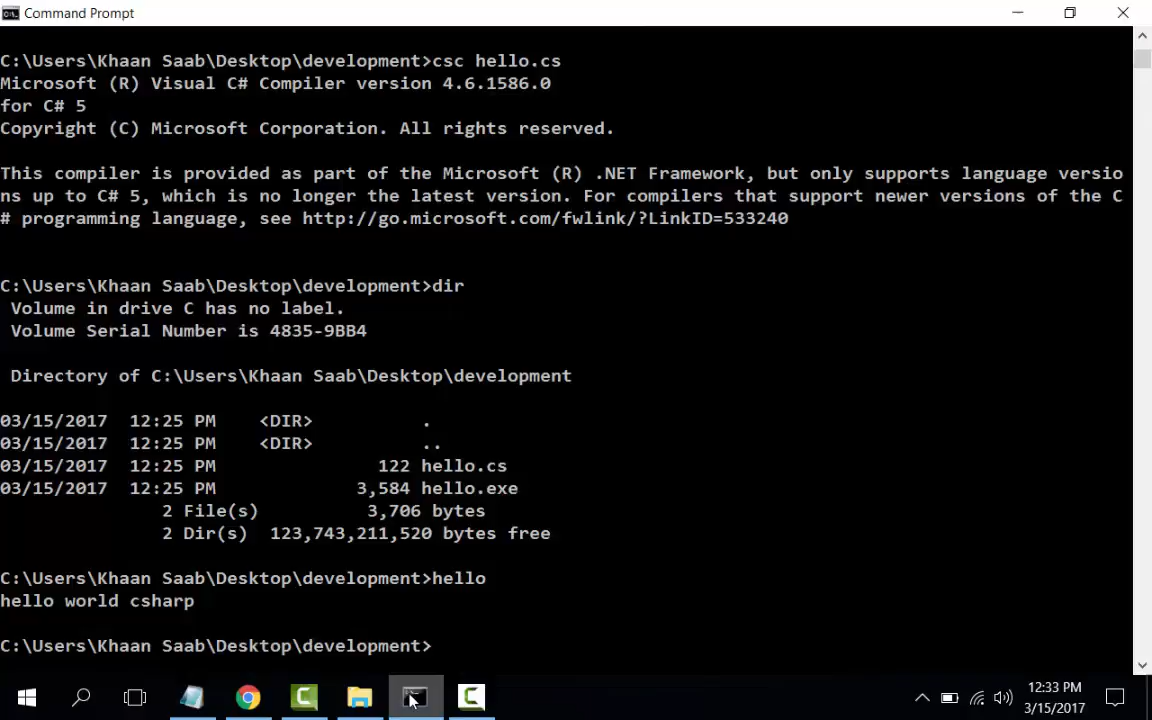 Command Prompt
C:\Users\Khaan Saab\Desktop\development>csc hello.cs
Microsoft (R) Visual C# Compiler version 4.6.1586.0
for C# 5
Copyright (C) Microsoft Corporation. All rights reserved.
This compiler is provided as part of the Microsoft (R) .NET Framework, but only supports language versio
ns up to C# 5, which is no longer the latest version. For compilers that support newer versions of the C
# programming language, see http://go.microsoft.com/fwlink/?LinkID=533240
C:\Users\Khaan Saab\Desktop\development>dir
 Volume in drive C has no label.
 Volume Serial Number is 4835-9BB4
 Directory of C:\Users\Khaan Saab\Desktop\development
03/15/2017  12:25 PM    <DIR>          .
03/15/2017  12:25 PM    <DIR>          ..
03/15/2017  12:25 PM               122 hello.cs
03/15/2017  12:25 PM             3,584 hello.exe
               2 File(s)          3,706 bytes
               2 Dir(s)  123,743,211,520 bytes free
C:\Users\Khaan Saab\Desktop\development>hello
hello world csharp
C:\Users\Khaan Saab\Desktop\development>
12:33 PM
3/15/2017